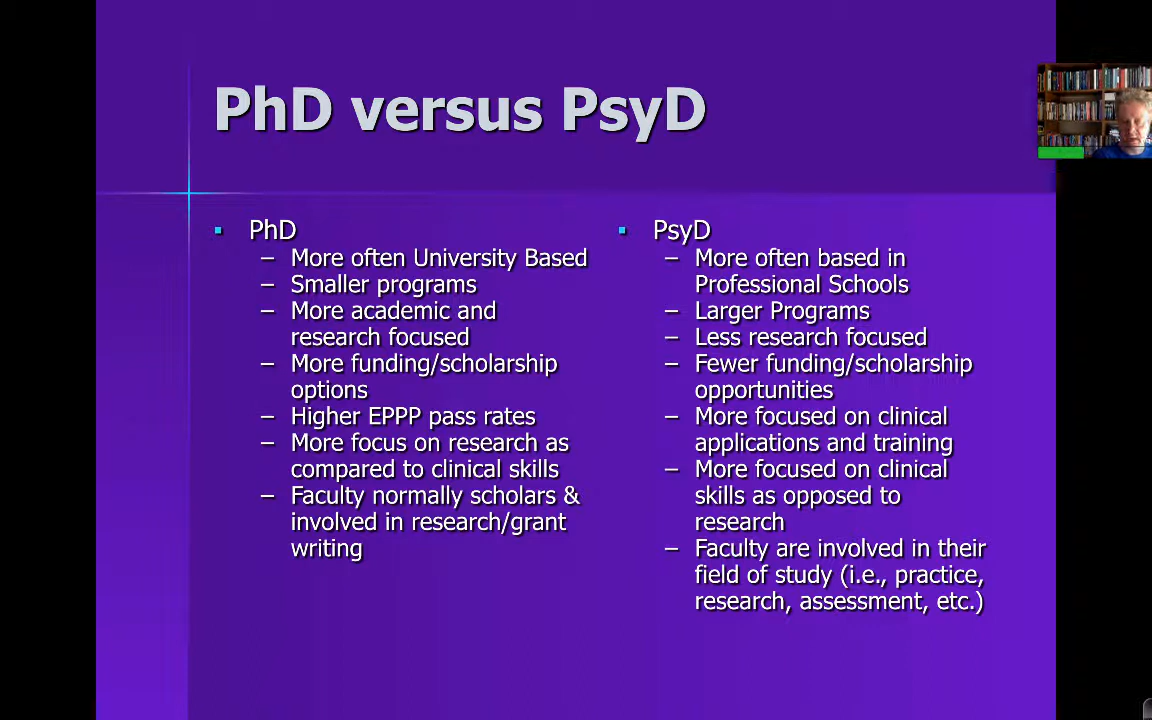 PhD versus PsyD
▪ PhD
– More often University Based
– Smaller programs
– More academic and
research focused
– More funding/scholarship
options
– Higher EPPP pass rates
– More focus on research as
compared to clinical skills
– Faculty normally scholars &
involved in research/grant
writing
▪ PsyD
– More often based in
Professional Schools
– Larger Programs
– Less research focused
– Fewer funding/scholarship
opportunities
– More focused on clinical
applications and training
– More focused on clinical
skills as opposed to
research
– Faculty are involved in their
field of study (i.e., practice,
research, assessment, etc.)